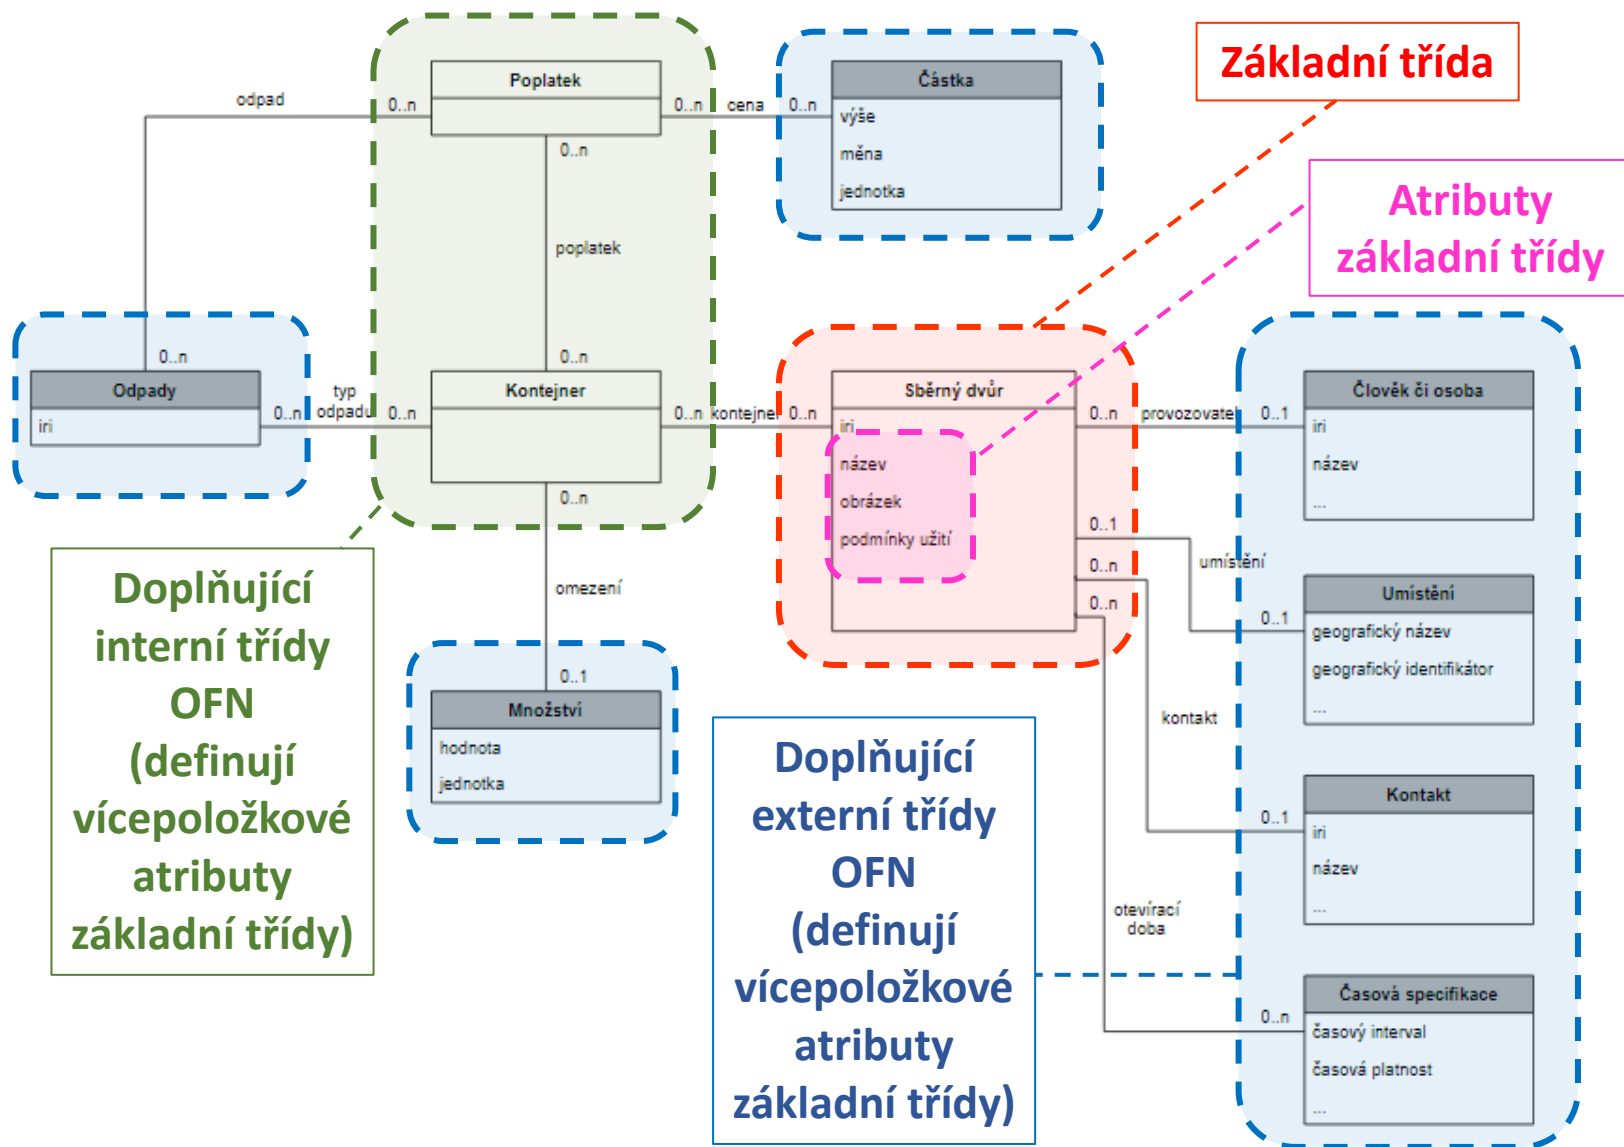 Základní třída
Atributy
základní třídy
Poplatek
Částka
výše
měna
jednotka
odpad
0..n
0..n
cena
0..n
0..n
poplatek
0..n
0..n
Odpady
iri
0..n
typ
odpadu
0..n
Kontejner
0..n
kontejner
0..n
Sběrný dvůr
iri
název
obrázek
podmínky užití
0..n
provozovatel
0..1
Člověk či osoba
iri
název
...
0..1
umístění
0..1
Umístění
geografický název
geografický identifikátor
...
0..n
kontakt
0..1
Kontakt
iri
název
...
0..n
otevírací
doba
0..n
Časová specifikace
časový interval
časová platnost
...
0..n
omezení
0..1
Množství
hodnota
jednotka
Doplňující
interní třídy
OFN
(definují
vícepoložkové
atributy
základní třídy)
Doplňující
externí třídy
OFN
(definují
vícepoložkové
atributy
základní třídy)